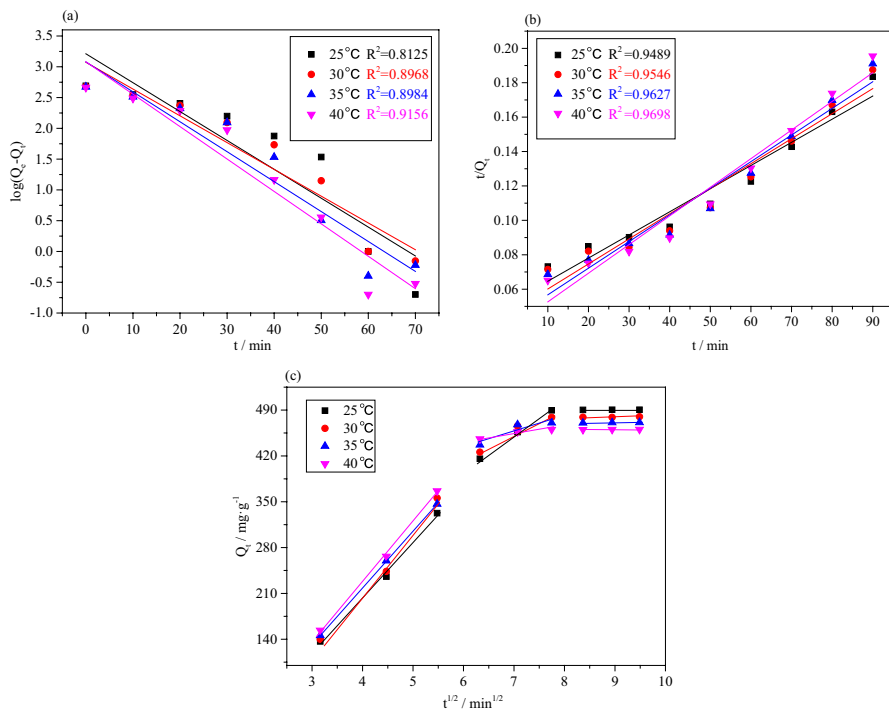 (a)
25°C R²=0.8125
30°C R²=0.8968
35°C R²=0.8984
40°C R²=0.9156
3.5
3.0
2.5
2.0
1.5
1.0
0.5
0.0
-0.5
-1.0
log(Qe-Qt)
0 10 20 30 40 50 60 70
t / min
(b)
25°C R²=0.9489
30°C R²=0.9546
35°C R²=0.9627
40°C R²=0.9698
0.20
0.18
0.16
0.14
0.12
0.10
0.08
0.06
t/Qt
10 20 30 40 50 60 70 80 90
t / min
(c)
25°C
30°C
35°C
40°C
490
420
350
280
210
140
Qt / mg·g⁻¹
3 4 5 6 7 8 9 10
t^1/2 / min^1/2